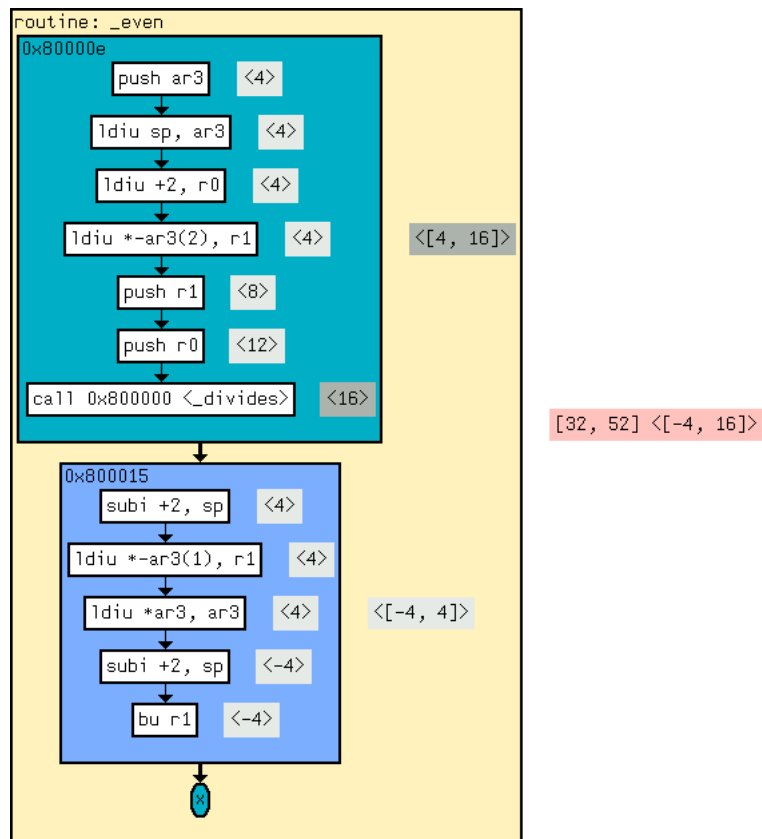 routine: _even
0x80000e
push ar3 <4>
ldiu sp, ar3 <4>
ldiu +2, r0 <4>
ldiu *-ar3(2), r1 <4> <[4, 16]>
push r1 <8>
push r0 <12>
call 0x800000 <_divides> <16>
[32, 52] <[-4, 16]>
0x800015
subi +2, sp <4>
ldiu *-ar3(1), r1 <4>
ldiu *ar3, ar3 <4> <[-4, 4]>
subi +2, sp <-4>
bu r1 <-4>
x